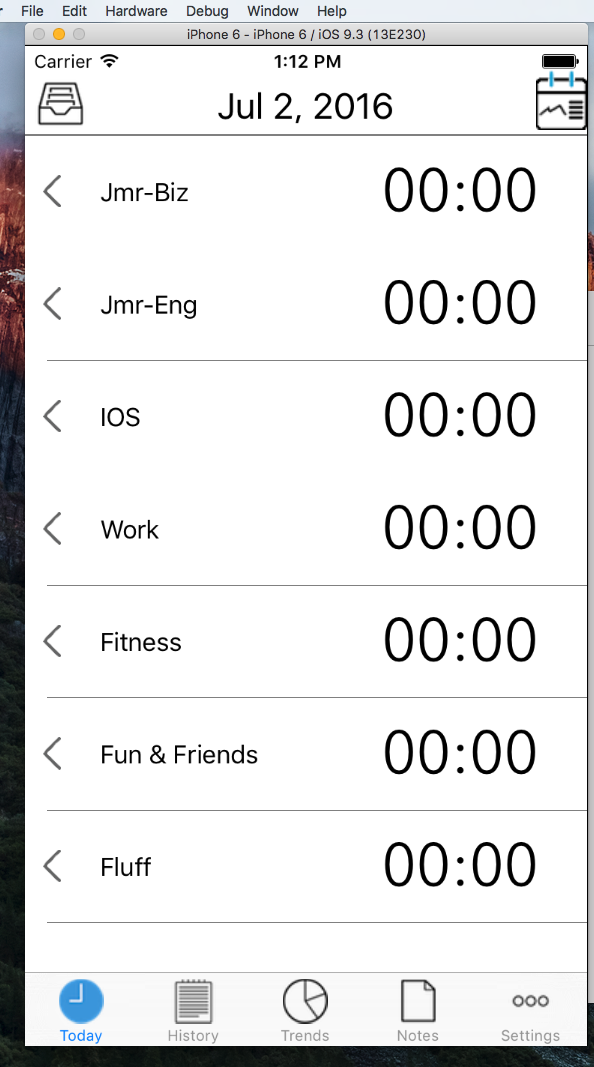 File Edit Hardware Debug Window Help
iPhone 6 - iPhone 6 / iOS 9.3 (13E230)
Carrier 1:12 PM
Jul 2, 2016
Jmr-Biz 00:00
Jmr-Eng 00:00
IOS 00:00
Work 00:00
Fitness 00:00
Fun & Friends 00:00
Fluff 00:00
Today History Trends Notes Settings